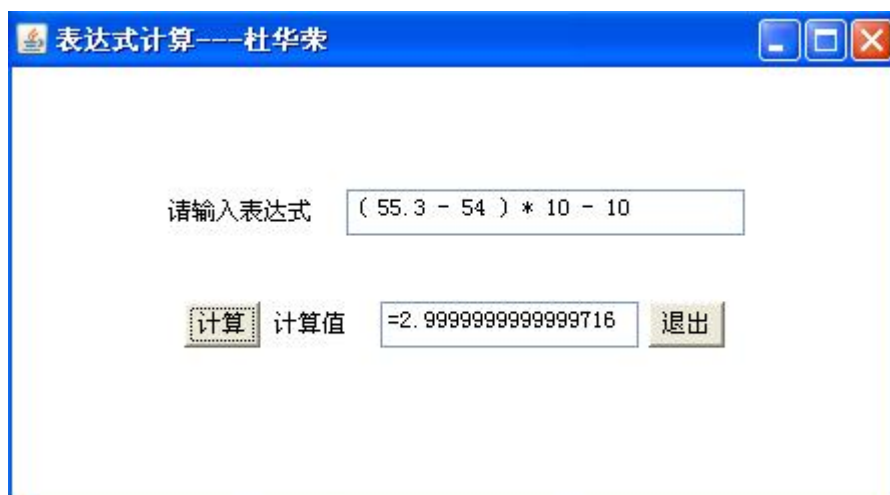 表达式计算---杜华荣
请输入表达式 ( 55.3 - 54 ) * 10 - 10
计算 计算值 =2.9999999999999716 退出